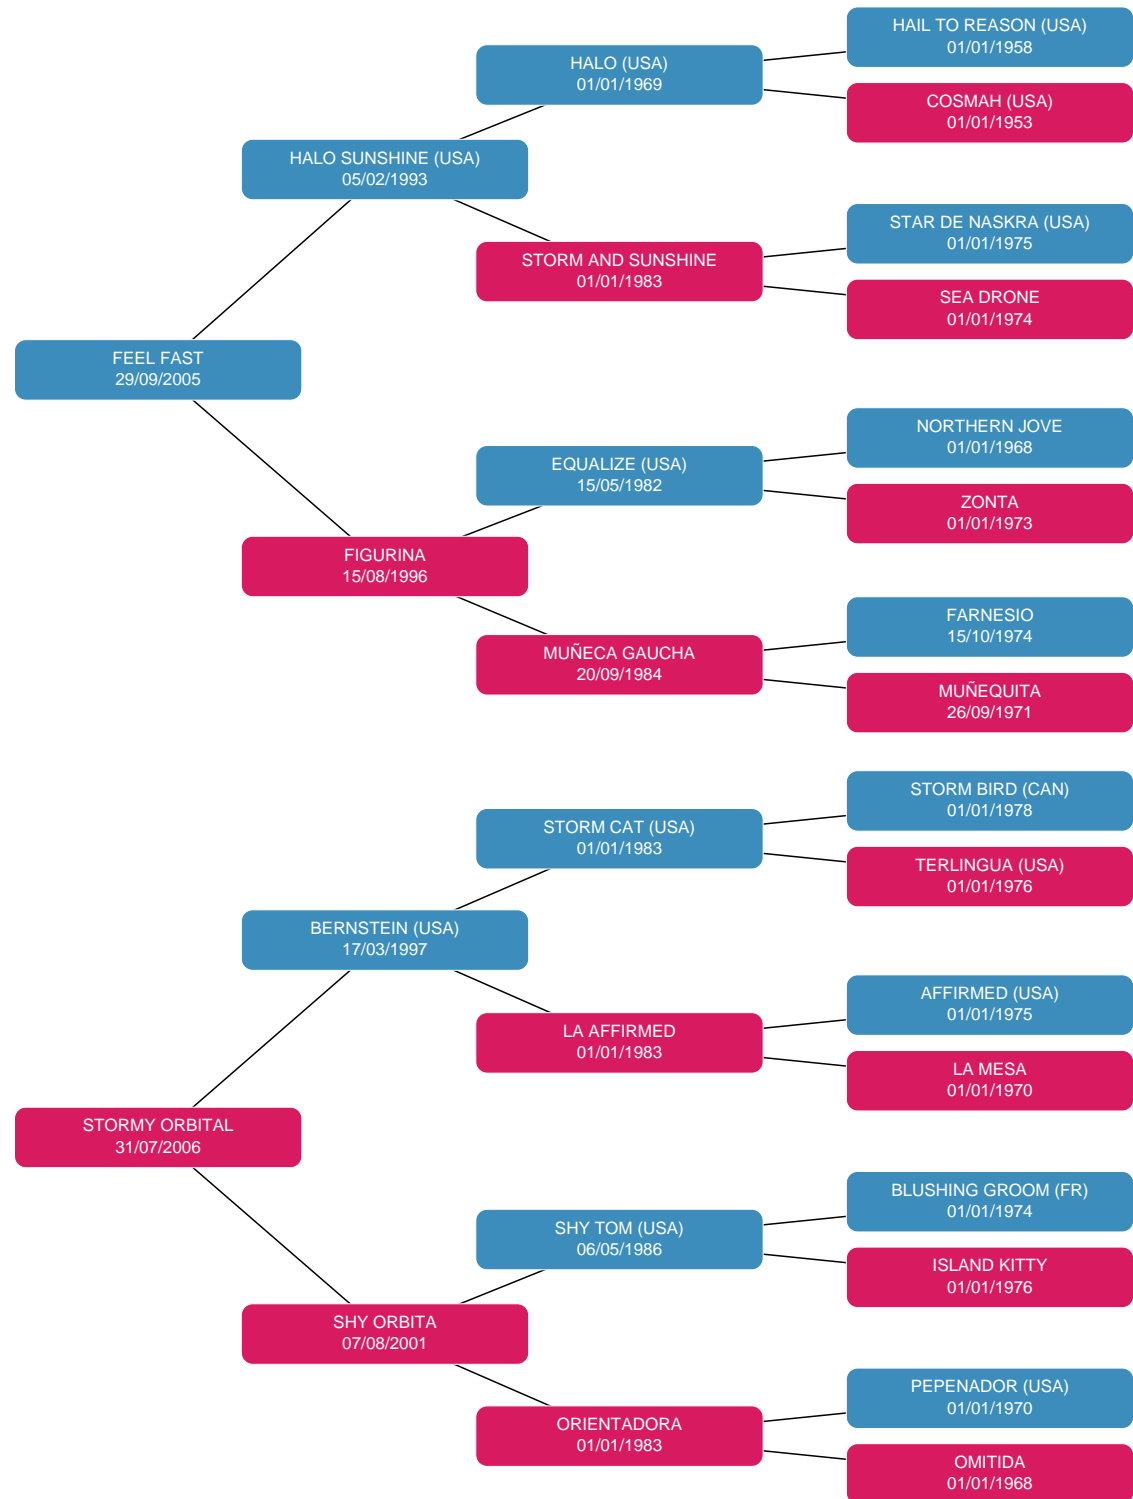 HAIL TO REASON (USA)
01/01/1958
HALO (USA)
01/01/1969
COSMAH (USA)
01/01/1953
HALO SUNSHINE (USA)
05/02/1993
STAR DE NASKRA (USA)
01/01/1975
STORM AND SUNSHINE
01/01/1983
SEA DRONE
01/01/1974
FEEL FAST
29/09/2005
NORTHERN JOVE
01/01/1968
EQUALIZE (USA)
15/05/1982
ZONTA
01/01/1973
FIGURINA
15/08/1996
FARNESIO
15/10/1974
MUÑECA GAUCHA
20/09/1984
MUÑEQUITA
26/09/1971
STORM BIRD (CAN)
01/01/1978
STORM CAT (USA)
01/01/1983
TERLINGUA (USA)
01/01/1976
BERNSTEIN (USA)
17/03/1997
AFFIRMED (USA)
01/01/1975
LA AFFIRMED
01/01/1983
LA MESA
01/01/1970
STORMY ORBITAL
31/07/2006
BLUSHING GROOM (FR)
01/01/1974
SHY TOM (USA)
06/05/1986
ISLAND KITTY
01/01/1976
SHY ORBITA
07/08/2001
PEPENADOR (USA)
01/01/1970
ORIENTADORA
01/01/1983
OMITIDA
01/01/1968